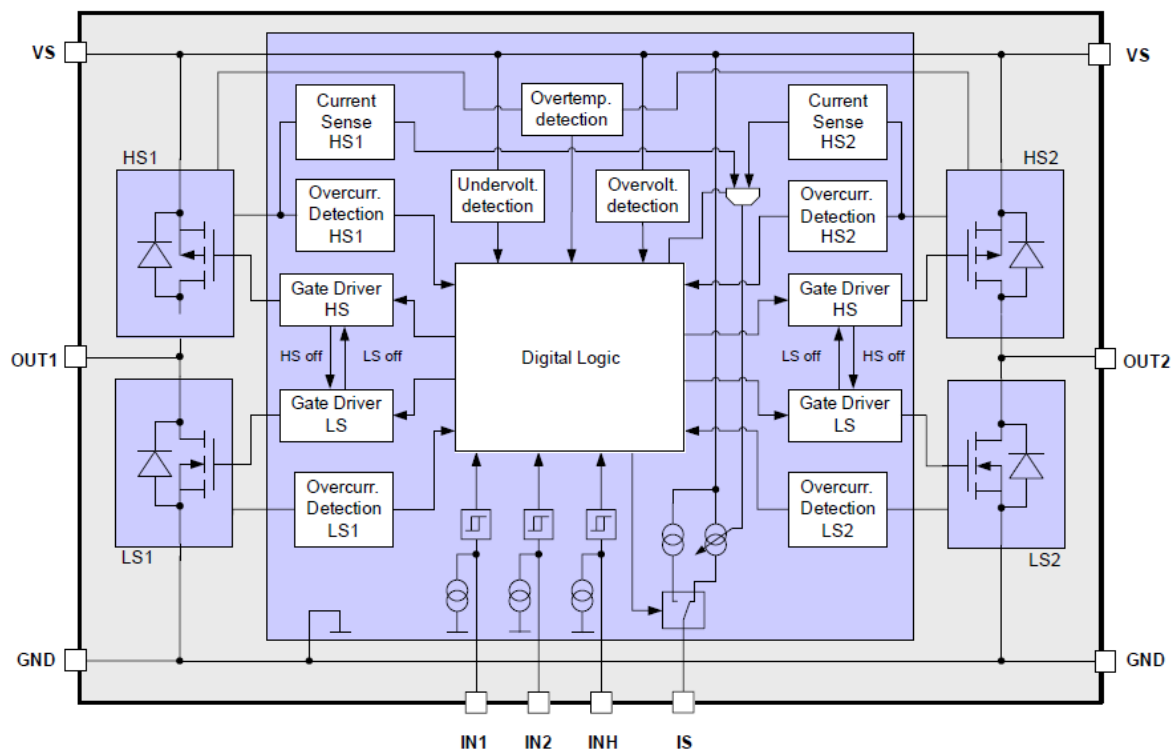 VS
VS
Current
Sense
HS1
Overtemp.
detection
Current
Sense
HS2
HS1
HS2
Overcurr.
Detection
HS1
Undervolt.
detection
Overvolt.
detection
Overcurr.
Detection
HS2
Gate Driver
HS
Gate Driver
HS
OUT1
HS off
LS off
Digital Logic
LS off
HS off
OUT2
Gate Driver
LS
Gate Driver
LS
Overcurr.
Detection
LS1
Overcurr.
Detection
LS2
LS1
LS2
GND
GND
IN1
IN2
INH
IS